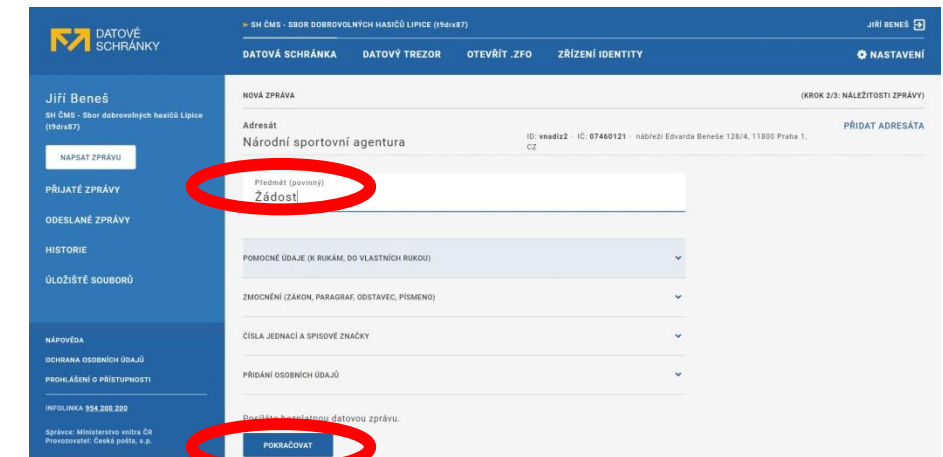 DATOVÉ
SCHRÁNKY
▸ SH ČMS - SBOR DOBROVOLNÝCH HASIČŮ LIPICE (t9drx87)
JIŘÍ BENEŠ
DATOVÁ SCHRÁNKA DATOVÝ TREZOR OTEVŘÍT .ZFO ZŘÍZENÍ IDENTITY NASTAVENÍ
Jiří Beneš
SH ČMS - Sbor dobrovolných hasičů Lipice
(t9drx87)
NAPSAT ZPRÁVU
PŘIJATÉ ZPRÁVY
ODESLANÉ ZPRÁVY
HISTORIE
ÚLOŽIŠTĚ SOUBORŮ
NÁPOVĚDA
OCHRANA OSOBNÍCH ÚDAJŮ
PROHLÁŠENÍ O PŘÍSTUPNOSTI
INFOLINKA 954 200 200
Správce: Ministerstvo vnitra ČR
Provozovatel: Česká pošta, s.p.
NOVÁ ZPRÁVA (KROK 2/3: NÁLEŽITOSTI ZPRÁVY)
Adresát
Národní sportovní agentura
ID: vnadiz2 - IČ: 07460121 - nábřeží Edvarda Beneše 128/4, 11800 Praha 1,
CZ
PŘIDAT ADRESÁTA
Předmět (povinný)
Žádost
POMOCNÉ ÚDAJE (K RUKÁM, DO VLASTNÍCH RUKOU)
ZMOCNĚNÍ (ZÁKON, PARAGRAF, ODSTAVEC, PÍSMENO)
ČÍSLA JEDNACÍ A SPISOVÉ ZNAČKY
PŘIDÁNÍ OSOBNÍCH ÚDAJŮ
Posíláte bezplatnou datovou zprávu.
POKRAČOVAT